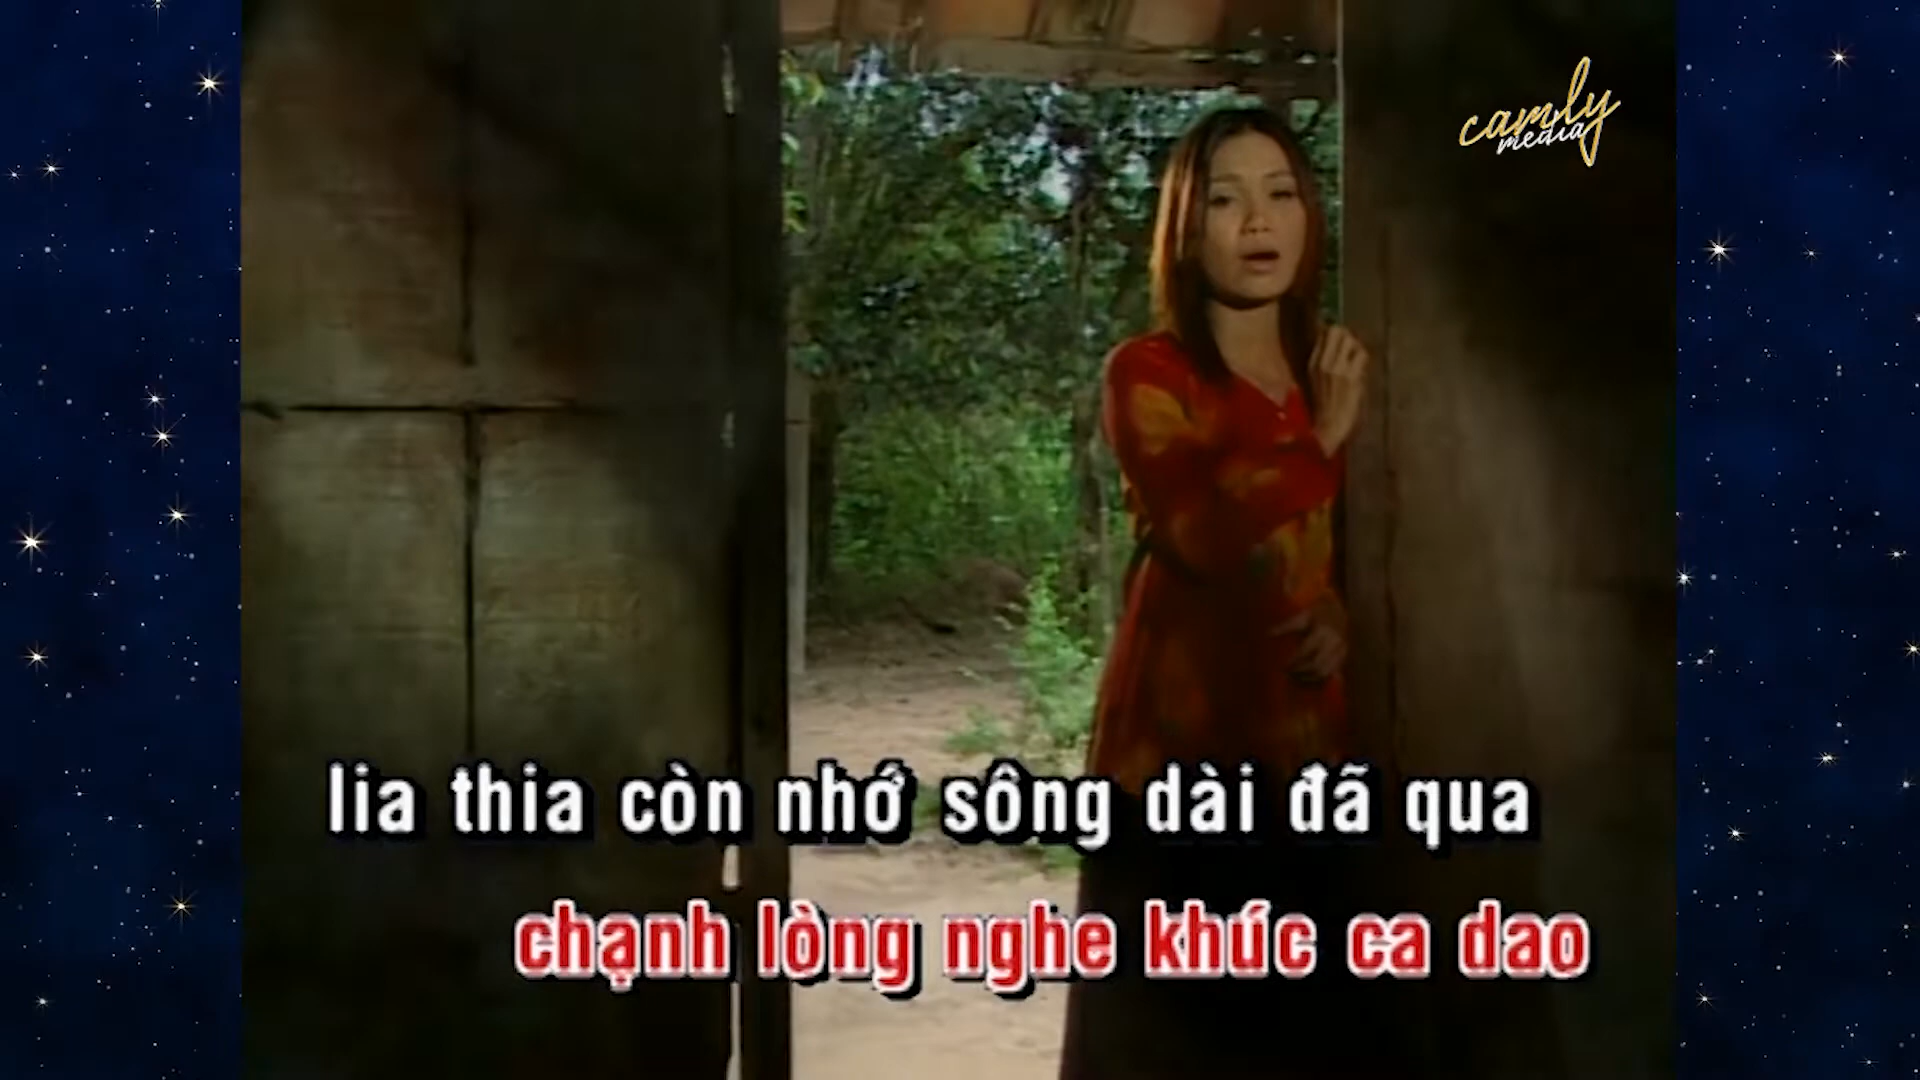 camly
media
lia thia còn nhớ sông dài đã qua
chạnh lòng nghe khúc ca dao